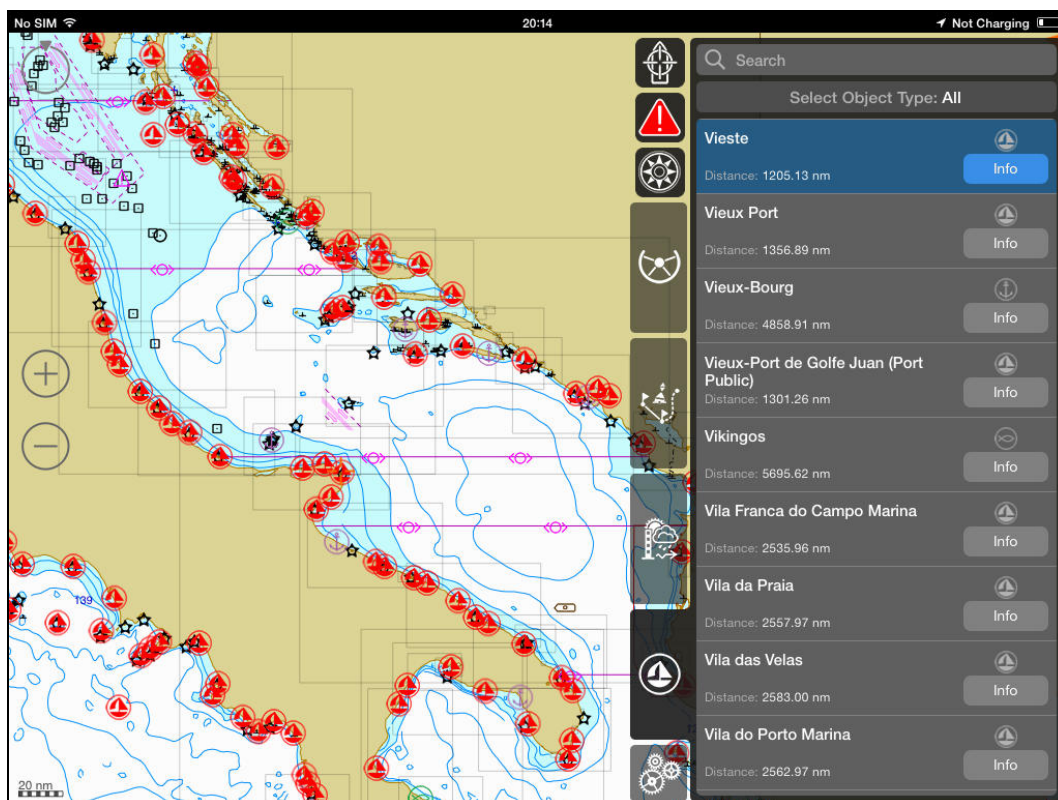 No SIM
20:14
Not Charging
Search
Select Object Type: All
Vieste
Distance: 1205.13 nm
Info
Vieux Port
Distance: 1356.89 nm
Info
Vieux-Bourg
Distance: 4858.91 nm
Info
Vieux-Port de Golfe Juan (Port
Public)
Distance: 1301.26 nm
Info
Vikingos
Distance: 5695.62 nm
Info
Vila Franca do Campo Marina
Distance: 2535.96 nm
Info
Vila da Praia
Distance: 2557.97 nm
Info
Vila das Velas
Distance: 2583.00 nm
Info
Vila do Porto Marina
Distance: 2562.97 nm
Info
139
20 nm